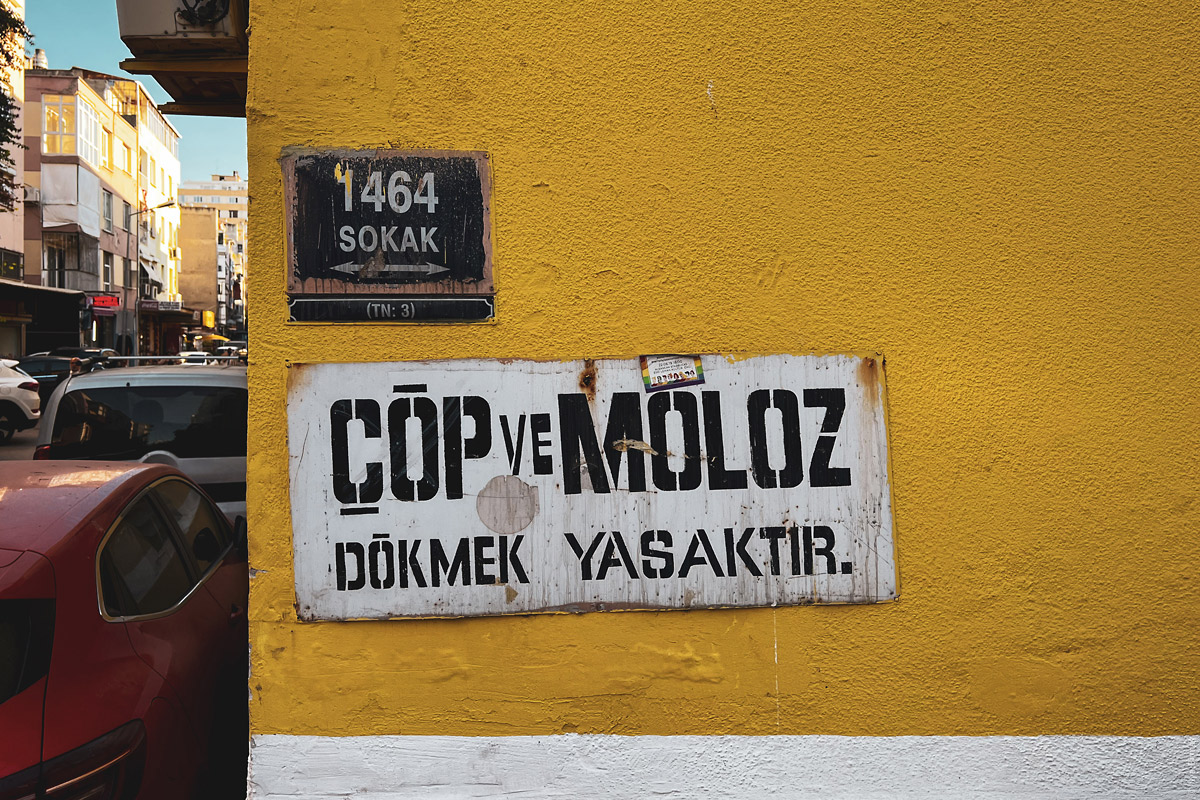 1464
SOKAK
(TN: 3)
ÇÖP VE MOLOZ
DÖKMEK YASAKTIR.